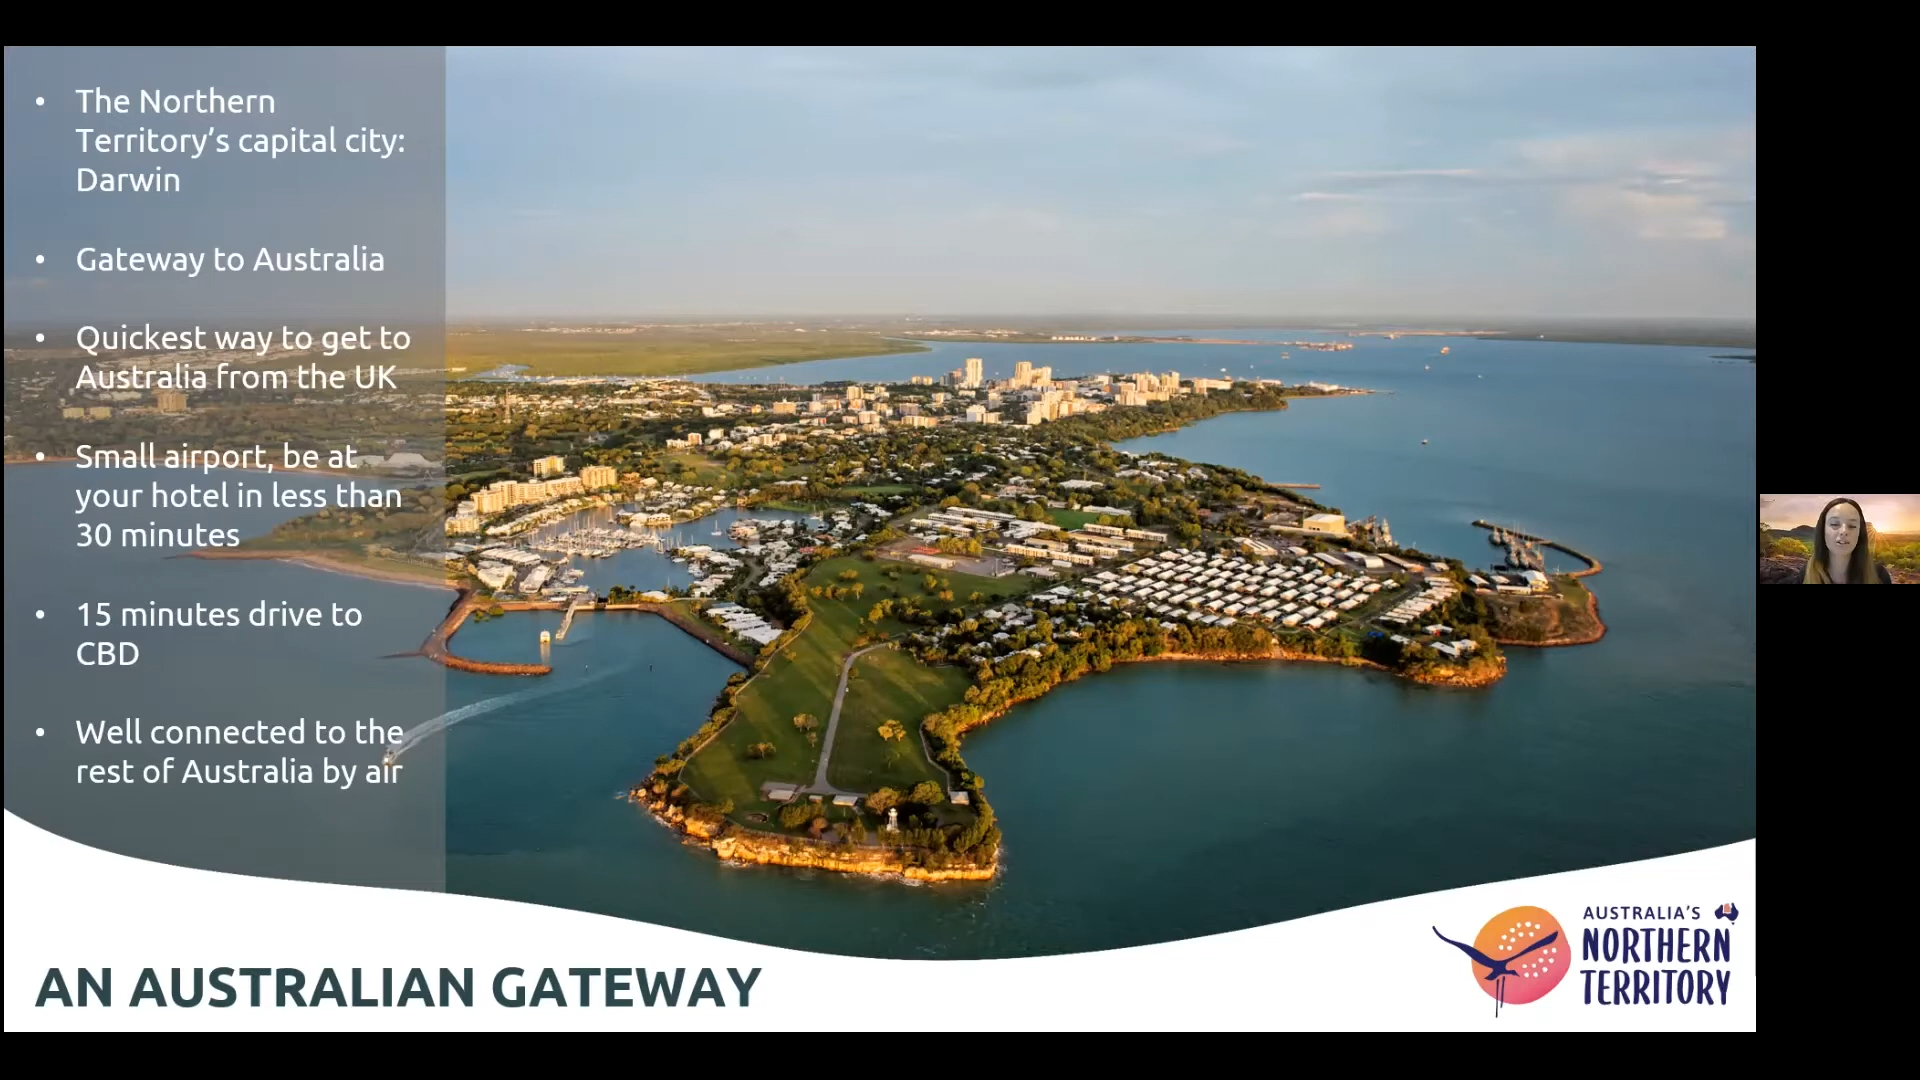 • The Northern
Territory’s capital city:
Darwin
• Gateway to Australia
• Quickest way to get to
Australia from the UK
• Small airport, be at
your hotel in less than
30 minutes
• 15 minutes drive to
CBD
• Well connected to the
rest of Australia by air
AN AUSTRALIAN GATEWAY
AUSTRALIA'S
NORTHERN
TERRITORY